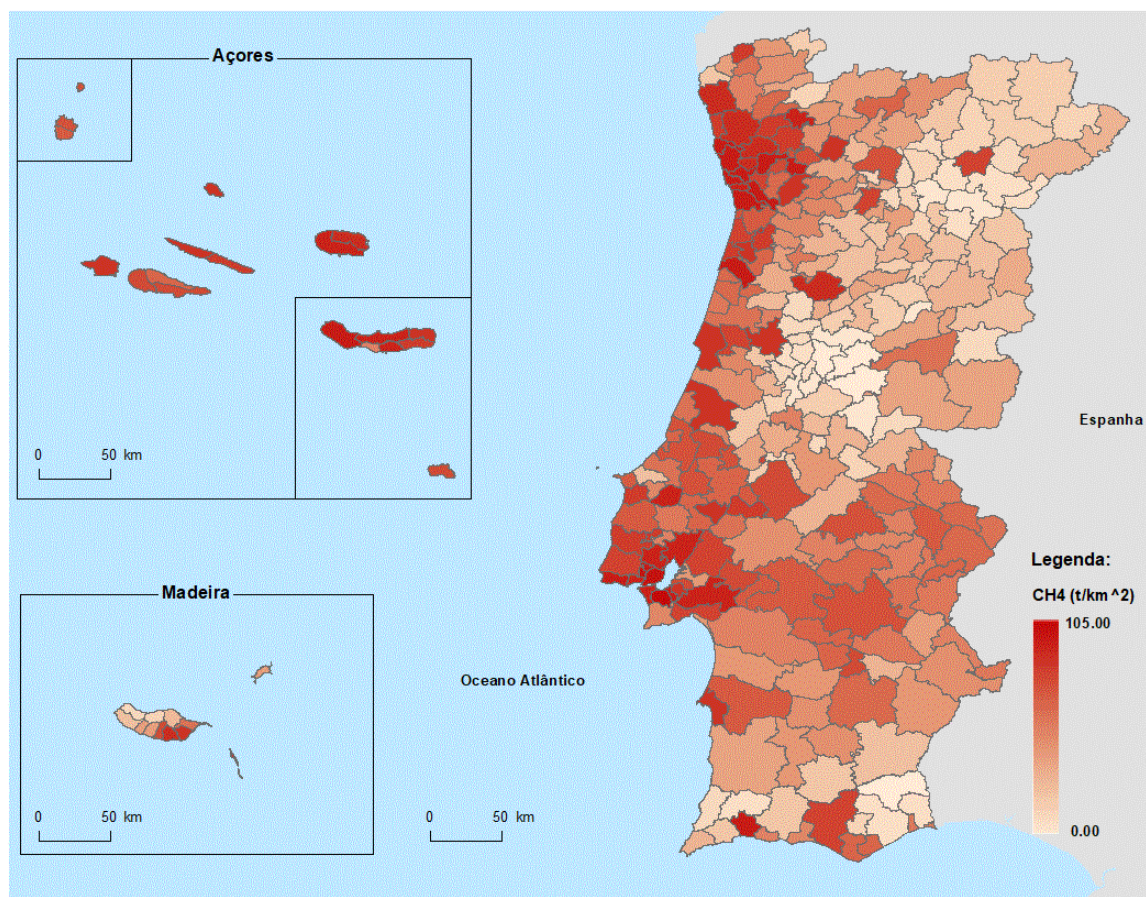 Açores
0 50 km
Espanha
Legenda:
CH4 (t/km^2)
105.00
Madeira
Oceano Atlântico
0 50 km
0 50 km
0.00